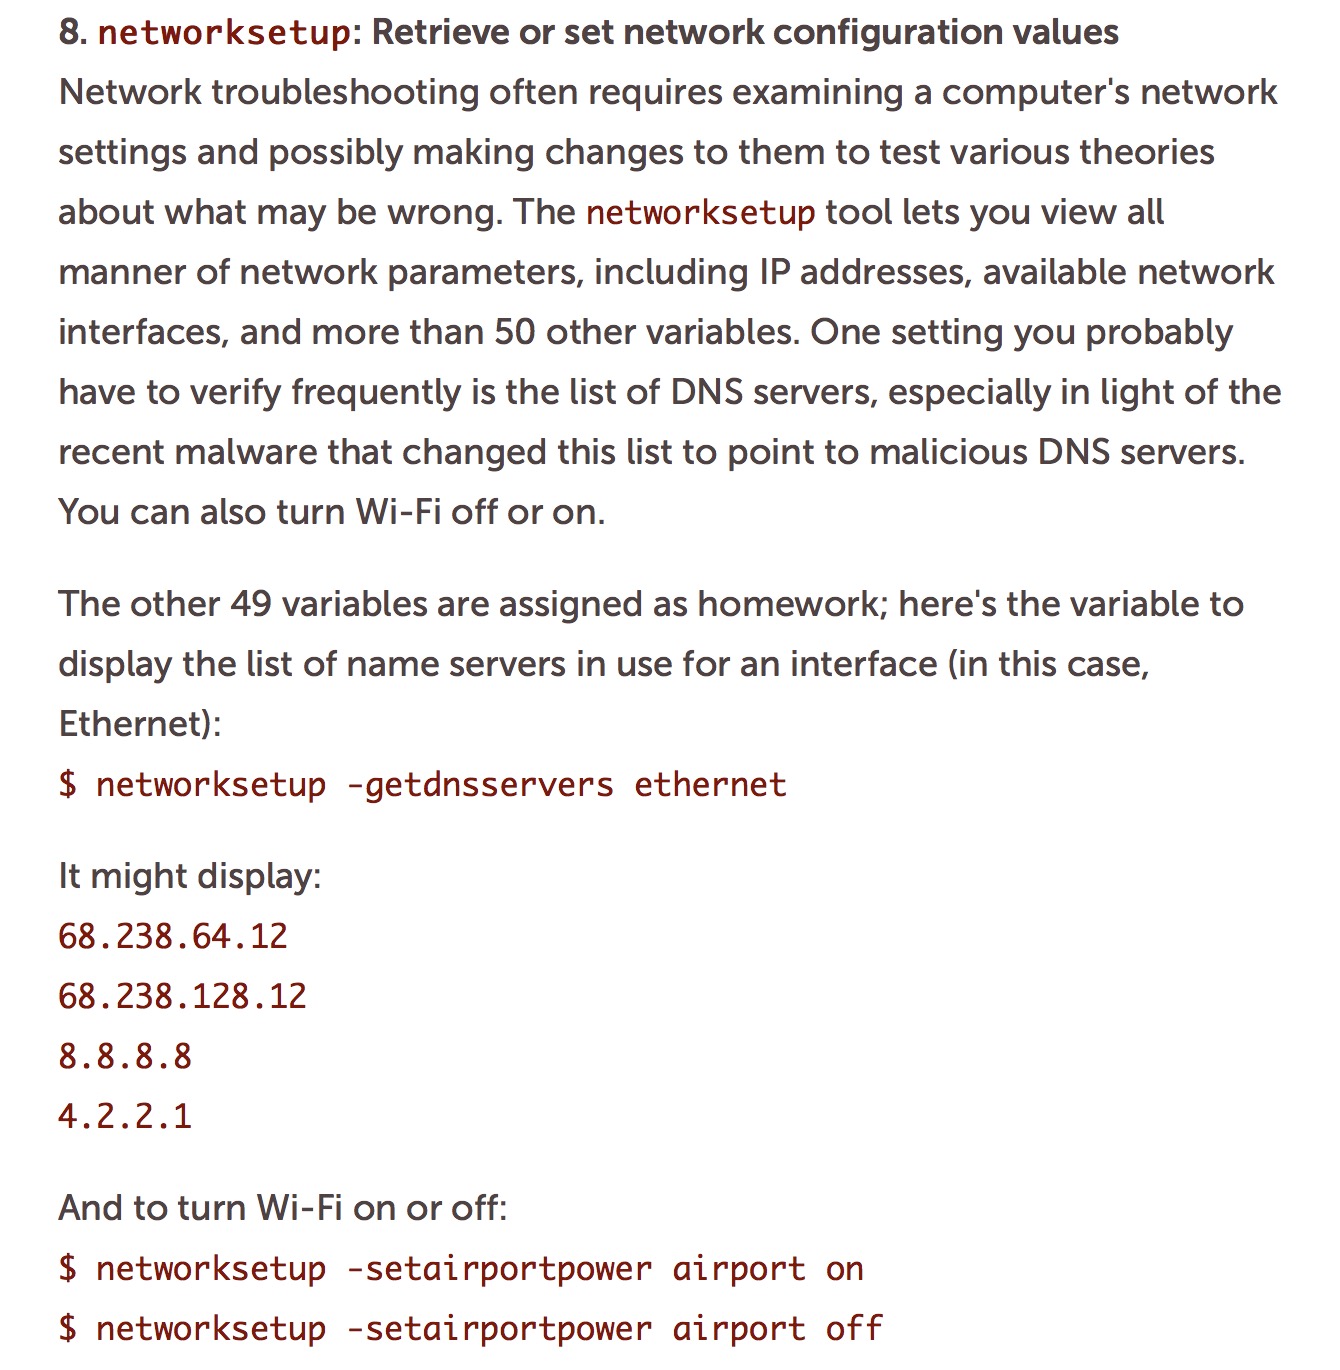 8. networksetup: Retrieve or set network configuration values
Network troubleshooting often requires examining a computer's network
settings and possibly making changes to them to test various theories
about what may be wrong. The networksetup tool lets you view all
manner of network parameters, including IP addresses, available network
interfaces, and more than 50 other variables. One setting you probably
have to verify frequently is the list of DNS servers, especially in light of the
recent malware that changed this list to point to malicious DNS servers.
You can also turn Wi-Fi off or on.
The other 49 variables are assigned as homework; here's the variable to
display the list of name servers in use for an interface (in this case,
Ethernet):
$ networksetup -getdnsservers ethernet
It might display:
68.238.64.12
68.238.128.12
8.8.8.8
4.2.2.1
And to turn Wi-Fi on or off:
$ networksetup -setairportpower airport on
$ networksetup -setairportpower airport off